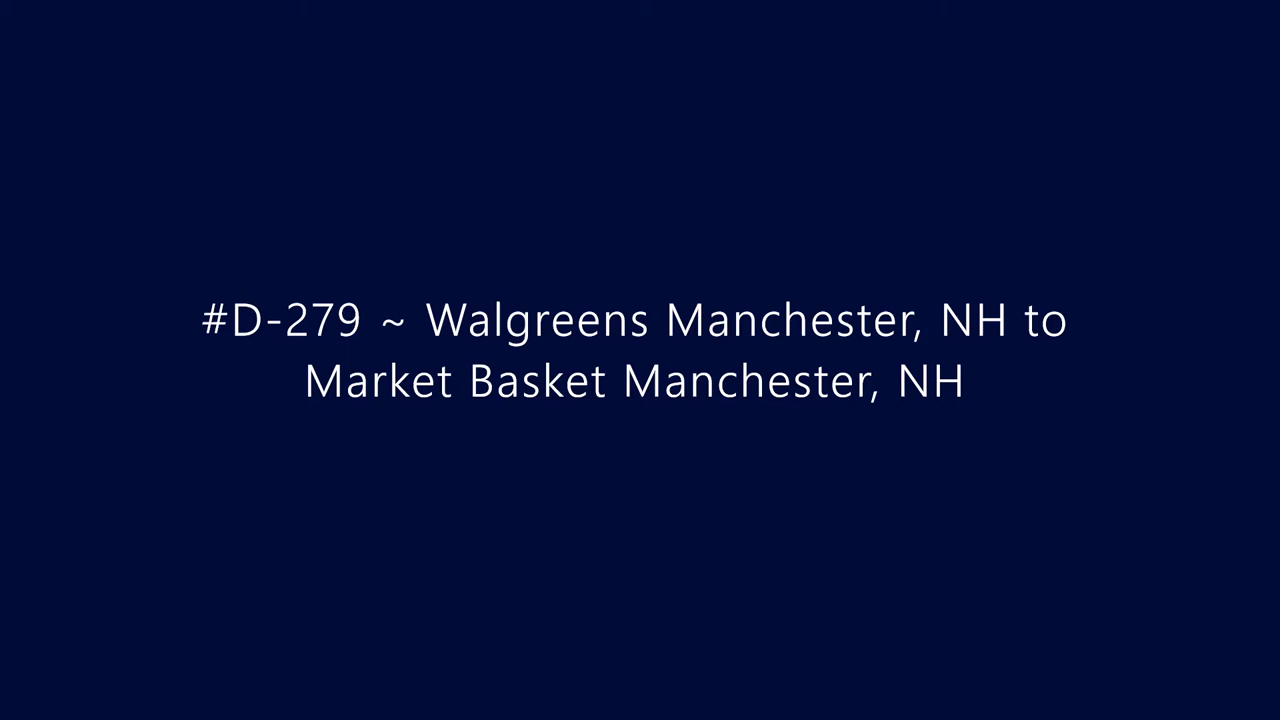 #D-279 ~ Walgreens Manchester, NH to
Market Basket Manchester, NH